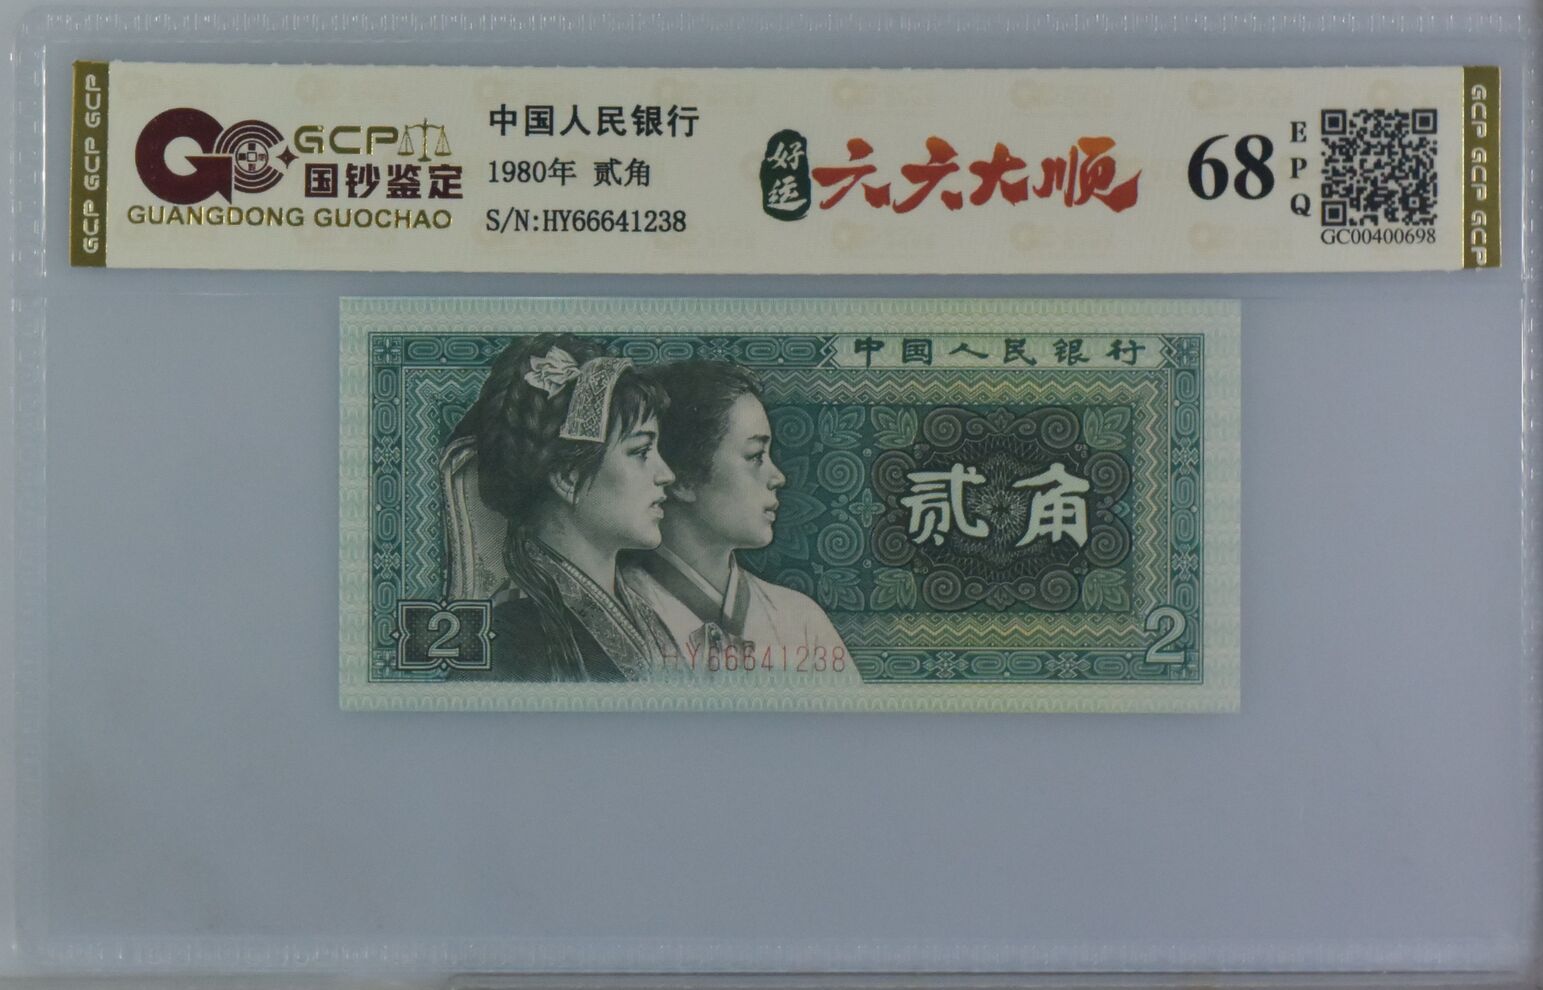 GCP GCP GCP
GCP
国钞鉴定
GUANGDONG GUOCHAO
中国人民银行
1980年 贰角
S/N:HY66641238
好运
六六大顺
68
EPQ
GC00400698
GCP GCP GCP
中国人民银行
贰角
2
2
HY66641238